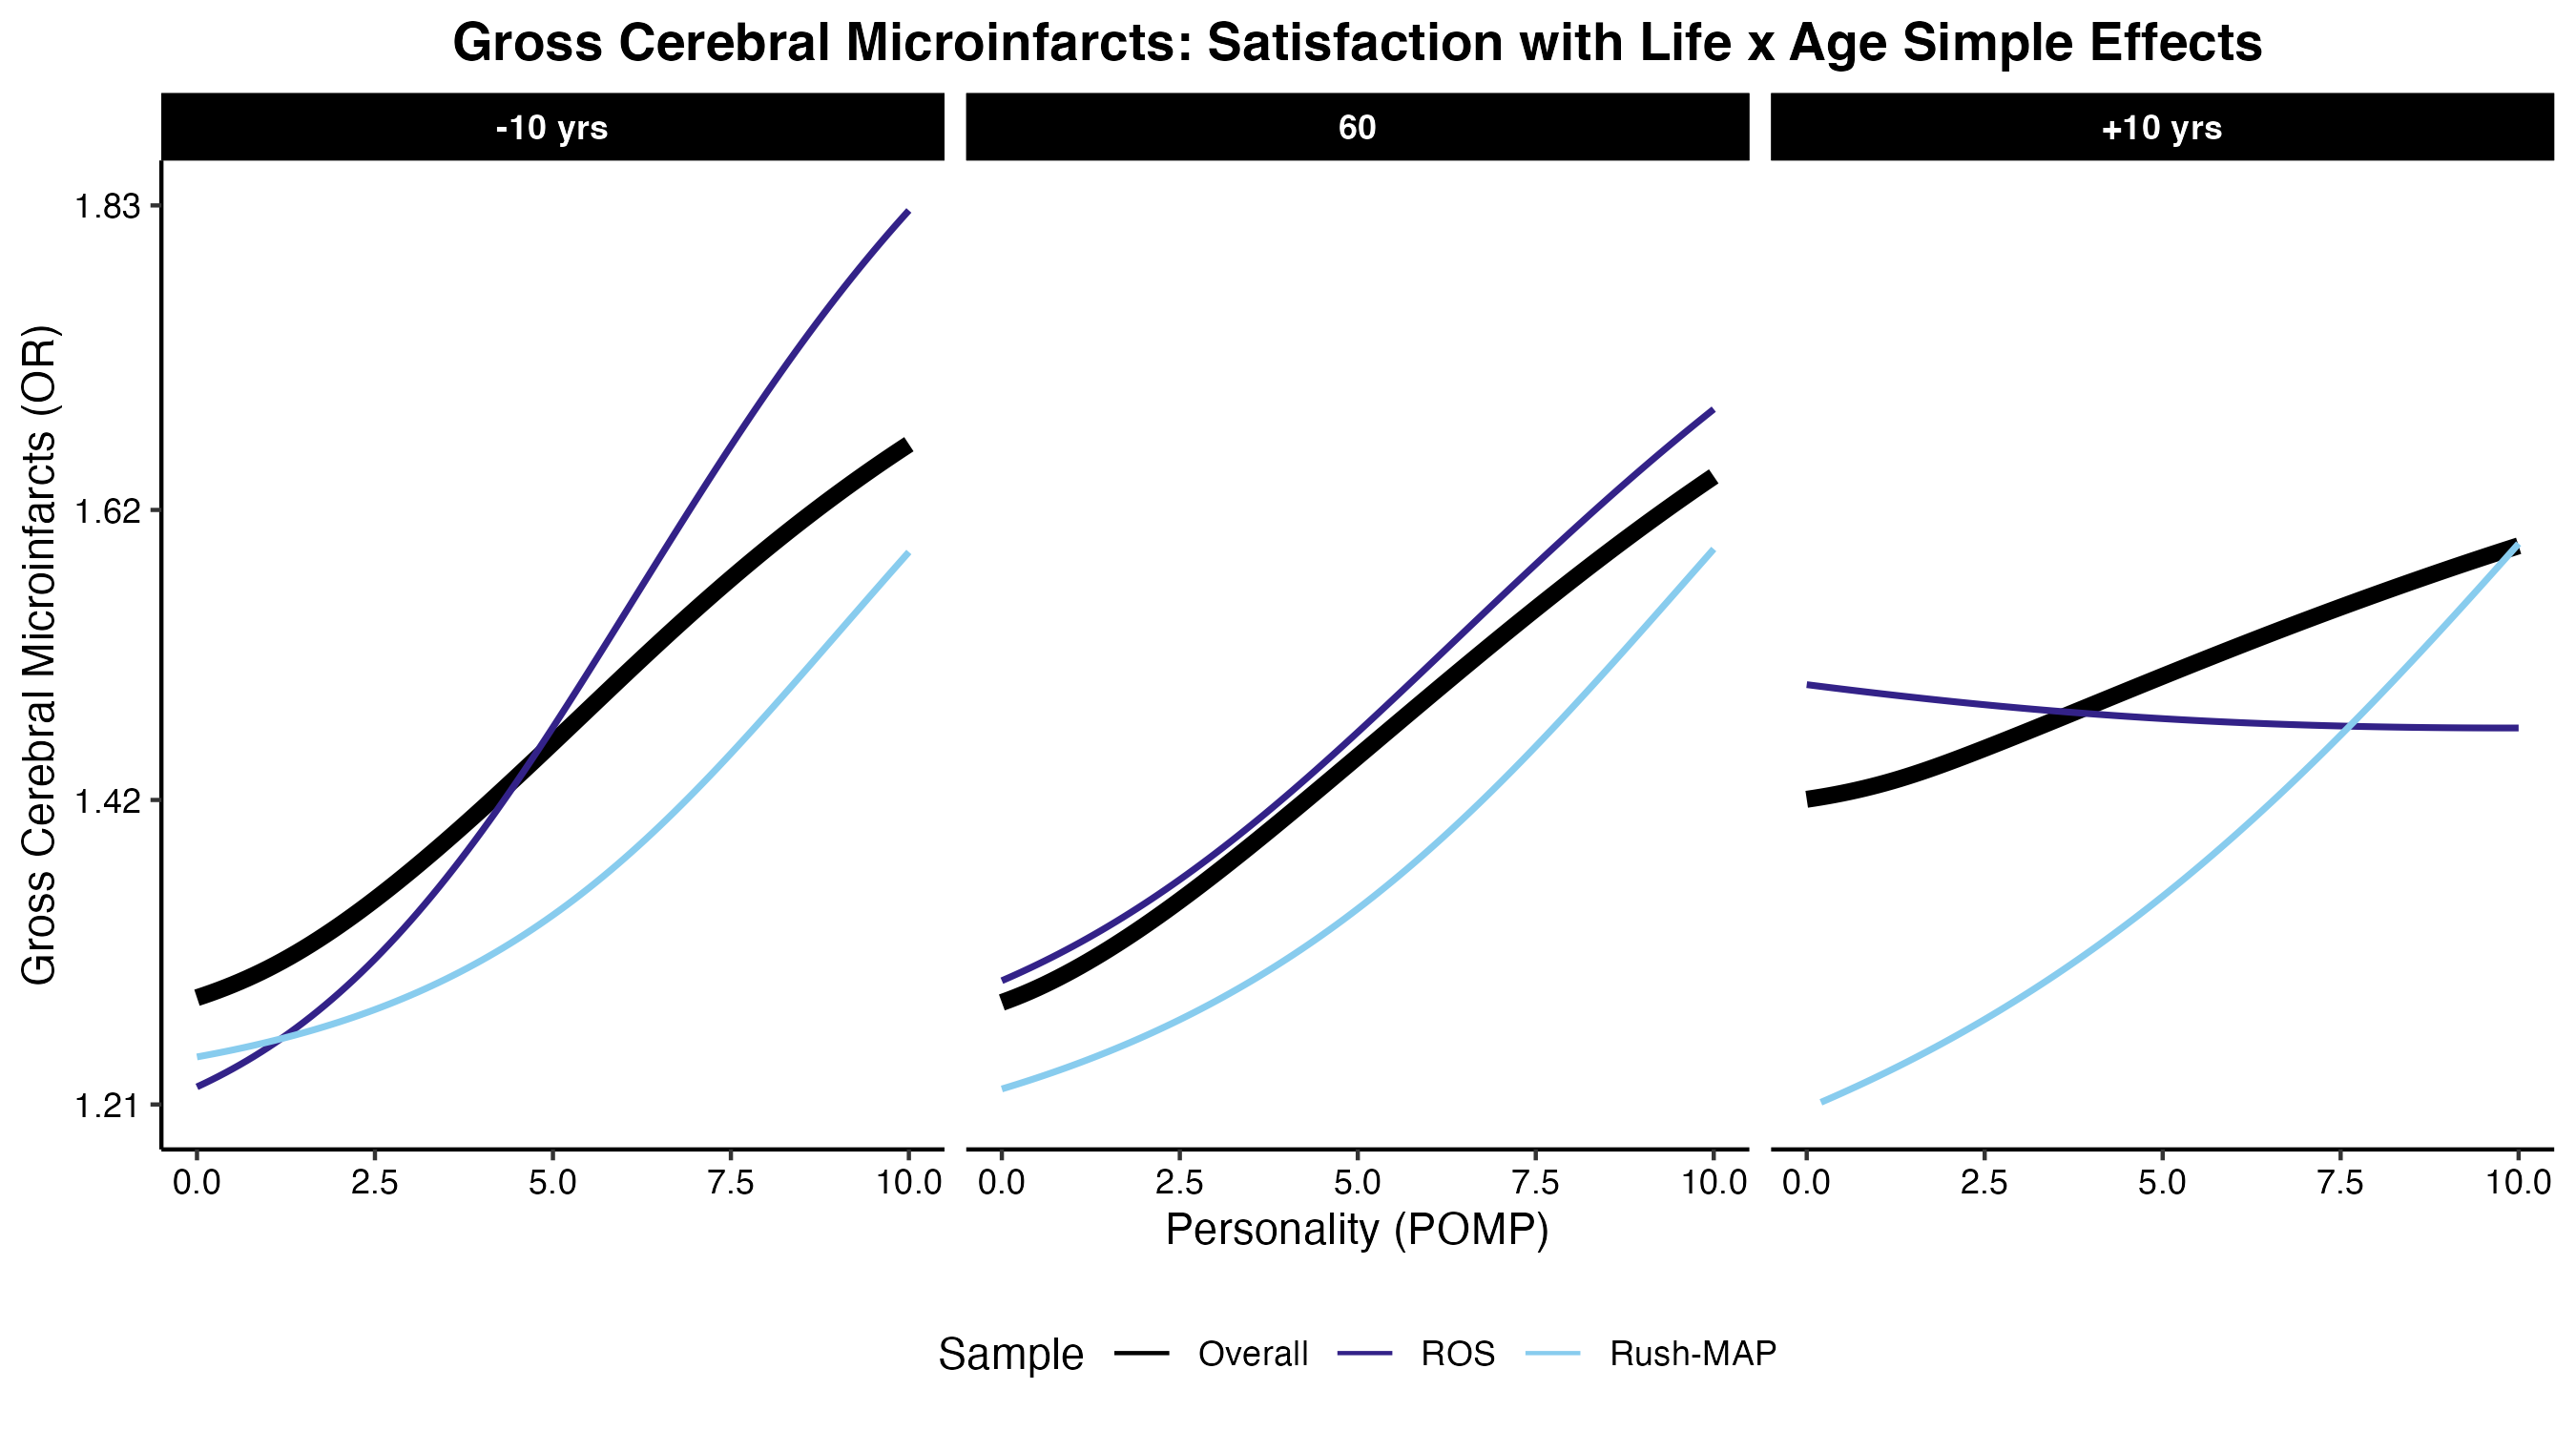 Gross Cerebral Microinfarcts: Satisfaction with Life x Age Simple Effects
-10 yrs
60
+10 yrs
Gross Cerebral Microinfarcts (OR)
1.83
1.62
1.42
1.21
0.0 2.5 5.0 7.5 10.0
0.0 2.5 5.0 7.5 10.0
0.0 2.5 5.0 7.5 10.0
Personality (POMP)
Sample Overall ROS Rush-MAP